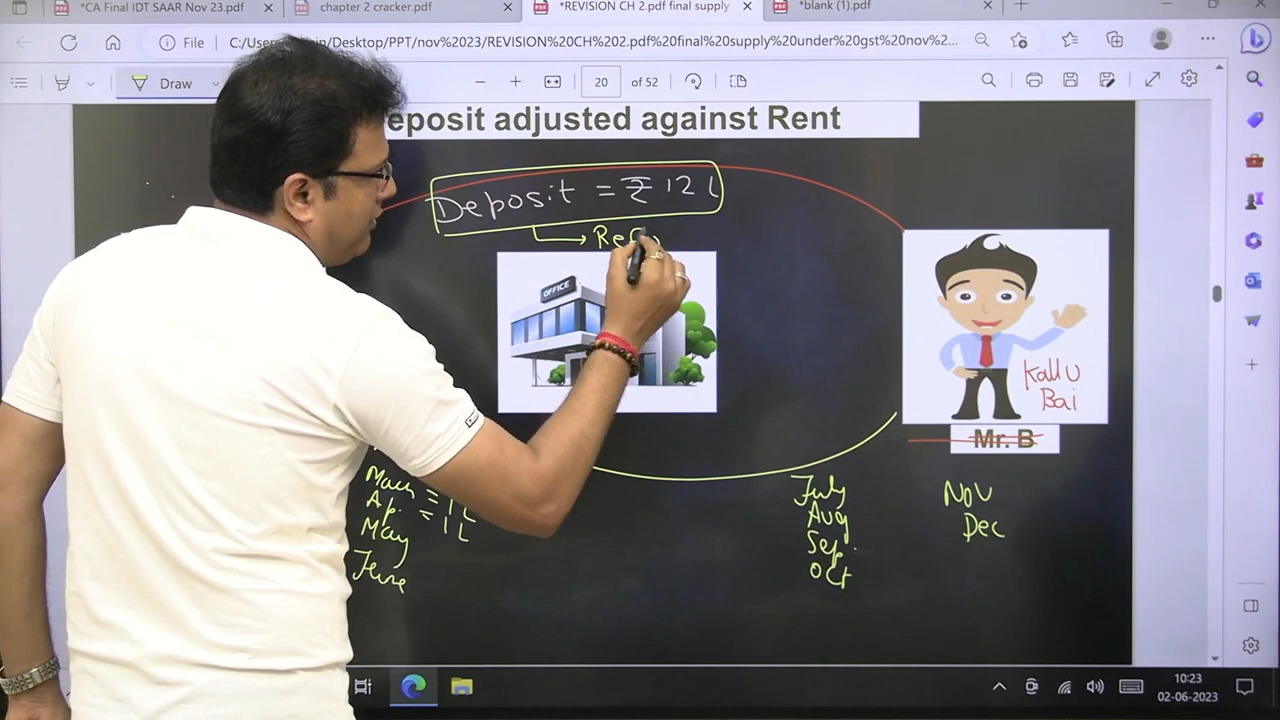 *CA Final IDT SAAR Nov 23.pdf
chapter 2 cracker.pdf
*REVISION CH 2.pdf final supply
*blank (1).pdf
File
20
of 52
Draw
eposit adjusted against Rent
Deposit = ₹ 12 L
OFFICE
Kallu
Bai
Mr. B
Mach = 1 L
Ap. = 1 L
May
June
July
Aug
Sep.
Oct
Nov
Dec
10:23
02-06-2023